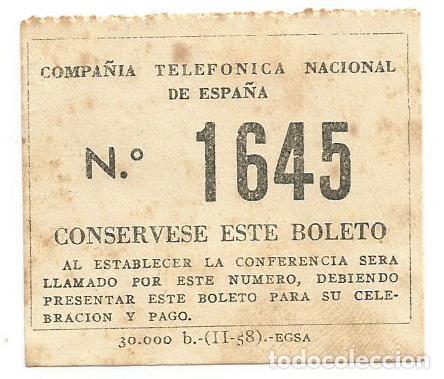 COMPAÑIA TELEFONICA NACIONAL
DE ESPAÑA
N.º 1645
CONSERVESE ESTE BOLETO
AL ESTABLECER LA CONFERENCIA SERA
LLAMADO POR ESTE NUMERO, DEBIENDO
PRESENTAR ESTE BOLETO PARA SU CELE-
BRACION Y PAGO.
30.000 b.-(II-58).-EGSA
todocoleccion